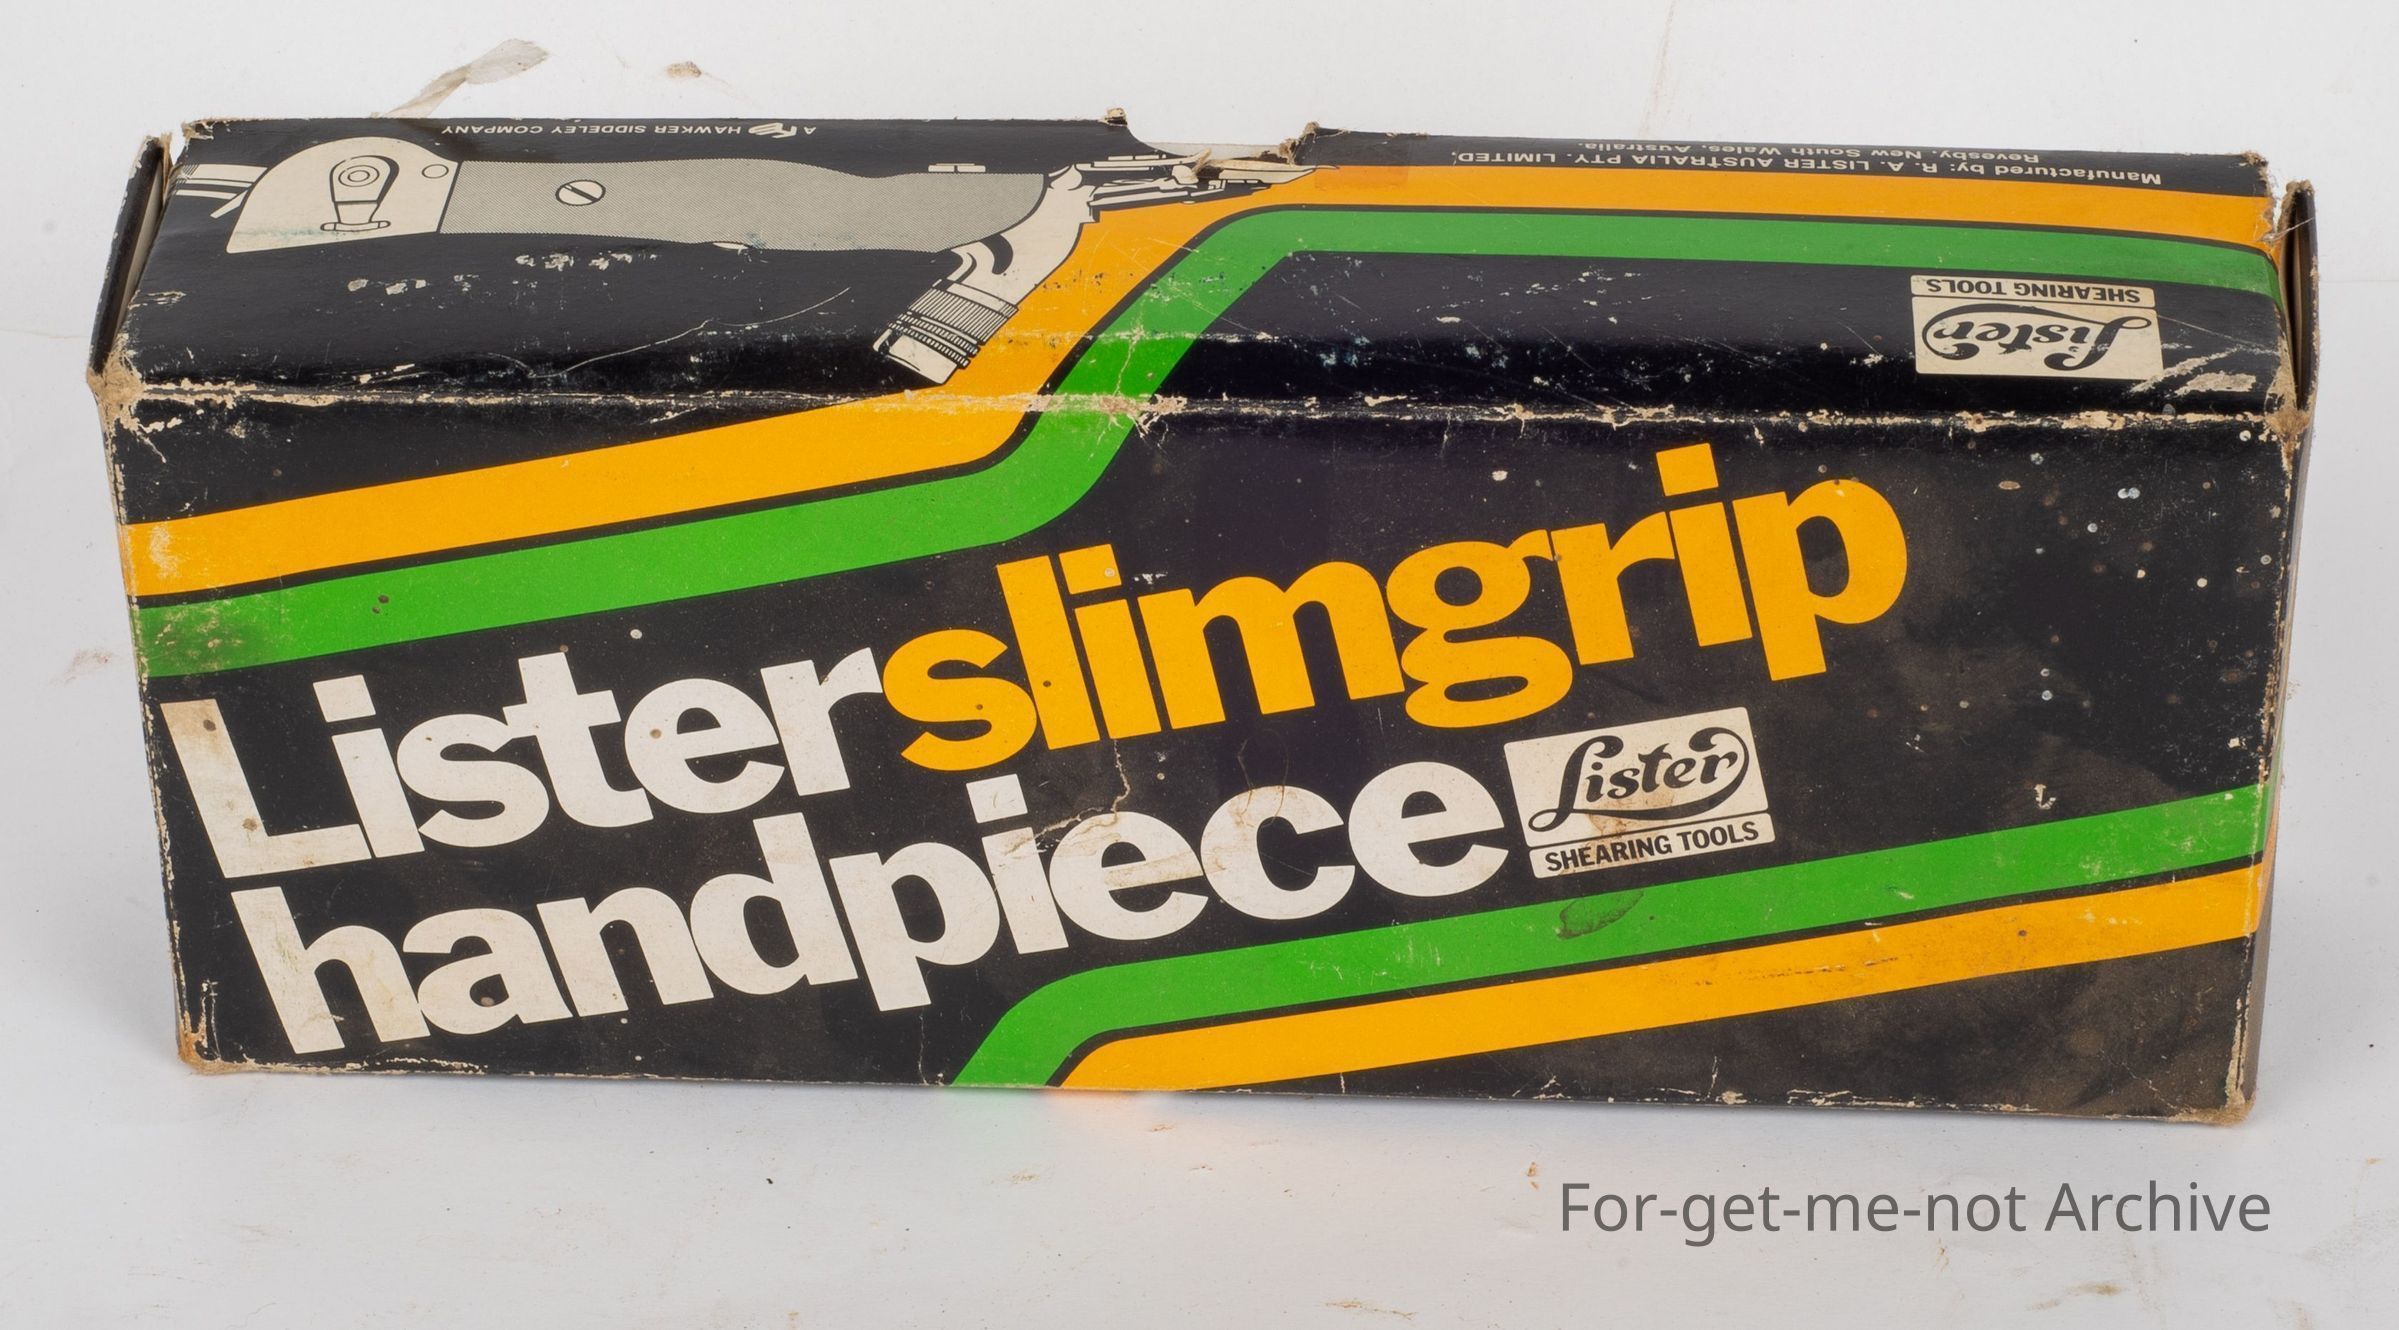 A HAWKER SIDDELEY COMPANY
Manufactured by: R. A. LISTER AUSTRALIA PTY. LIMITED,
Revesby, New South Wales, Australia.
Lister
SHEARING TOOLS
Listerslimgrip
handpiece
Lister
SHEARING TOOLS
For-get-me-not Archive